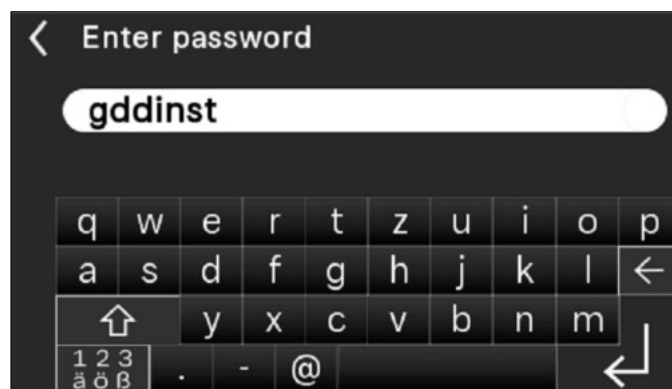 Enter password
gddinst
q w e r t z u i o p
a s d f g h j k l
y x c v b n m
1 2 3
ä ö ß . - @